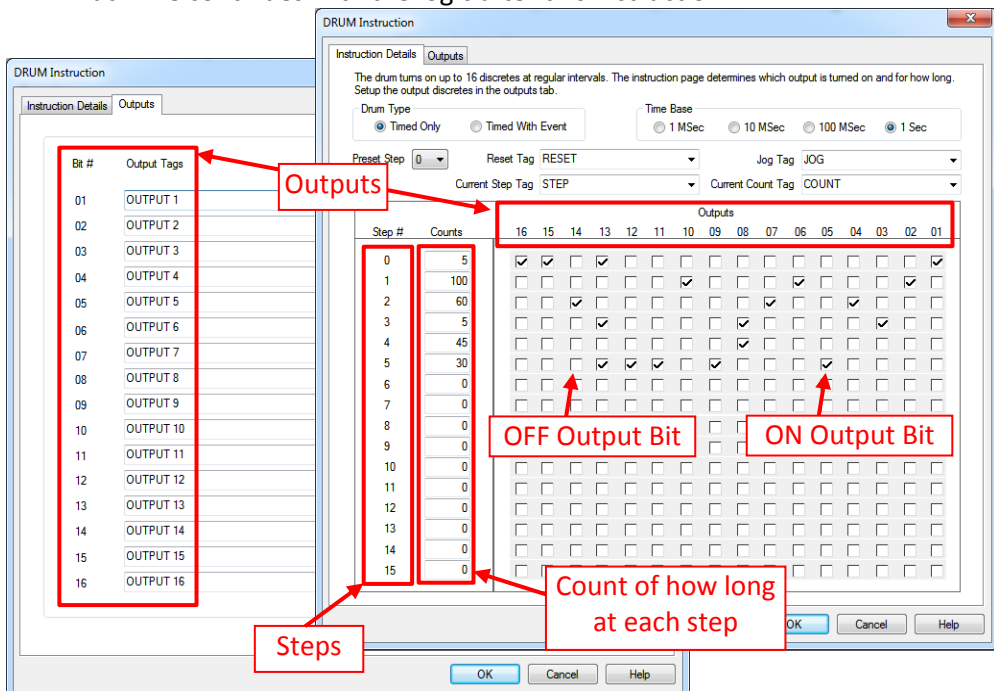 DRUM Instruction
Instruction Details Outputs
The drum turns on up to 16 discretes at regular intervals. The instruction page determines which output is turned on and for how long.
Setup the output discretes in the outputs tab.
Drum Type
Timed Only Timed With Event
Time Base
1 MSec 10 MSec 100 MSec 1 Sec
Preset Step 0 Reset Tag RESET Jog Tag JOG
Current Step Tag STEP Current Count Tag COUNT
Outputs
Step # Counts 16 15 14 13 12 11 10 09 08 07 06 05 04 03 02 01
0 5
1 100
2 60
3 5
4 45
5 30
6 0
7 0
8 0
9 0
10 0
11 0
12 0
13 0
14 0
15 0
OFF Output Bit
ON Output Bit
Count of how long
at each step
OK Cancel Help
DRUM Instruction
Instruction Details Outputs
Bit # Output Tags
01 OUTPUT 1
02 OUTPUT 2
03 OUTPUT 3
04 OUTPUT 4
05 OUTPUT 5
06 OUTPUT 6
07 OUTPUT 7
08 OUTPUT 8
09 OUTPUT 9
10 OUTPUT 10
11 OUTPUT 11
12 OUTPUT 12
13 OUTPUT 13
14 OUTPUT 14
15 OUTPUT 15
16 OUTPUT 16
Outputs
Steps
OK Cancel Help